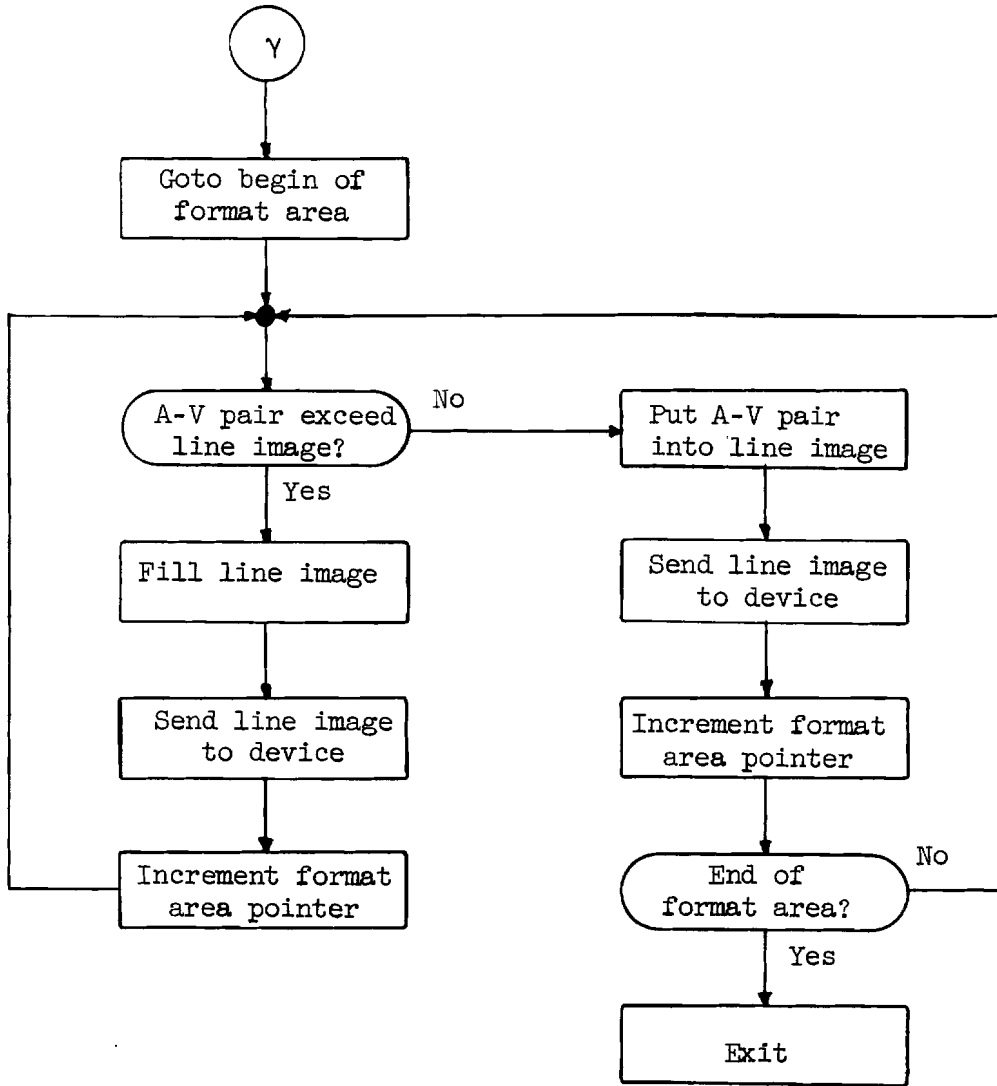 γ
Goto begin of
format area
A-V pair exceed
line image?
No
Put A-V pair
into line image
Yes
Fill line image
Send line image
to device
Send line image
to device
Increment format
area pointer
Increment format
area pointer
End of
format area?
No
Yes
Exit